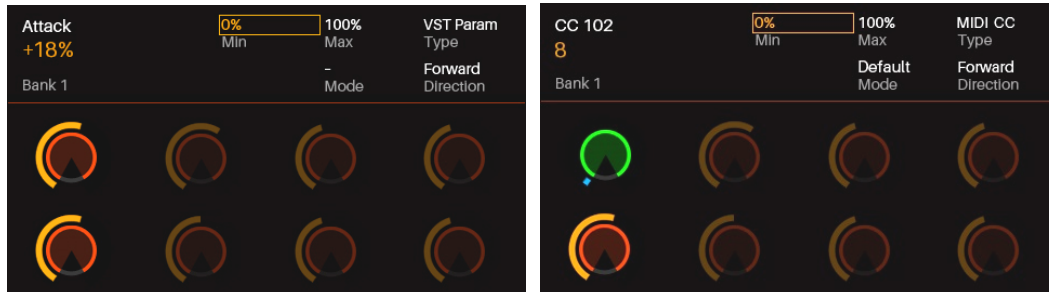 Attack 0% 100% VST Param
+18% Min Max Type
– Forward
Bank 1 Mode Direction
CC 102 0% 100% MIDI CC
8 Min Max Type
Default Forward
Bank 1 Mode Direction